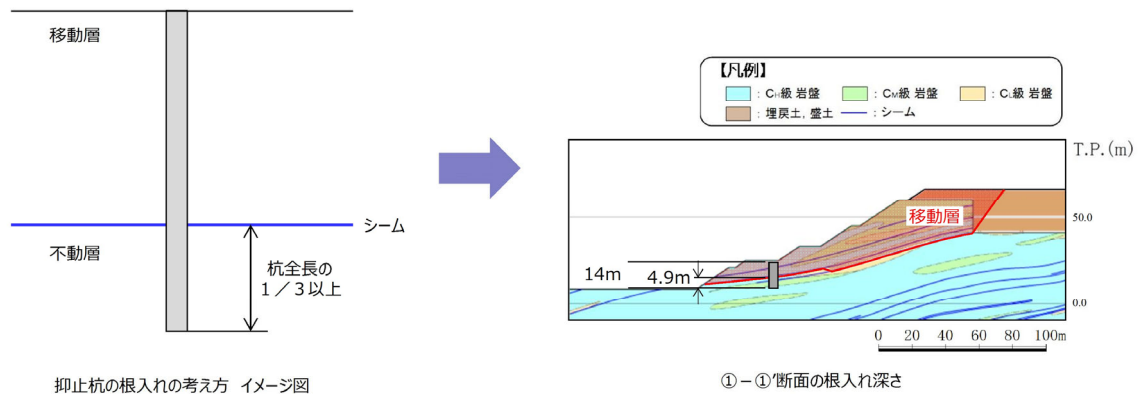 移動層
シーム
不動層
杭全長の
1/3以上
抑止杭の根入れの考え方 イメージ図
【凡例】
：CH級 岩盤 ：CM級 岩盤 ：CL級 岩盤
：埋戻土，盛土 ：シーム
T.P.(m)
移動層
50.0
14m
4.9m
0.0
0 20 40 60 80 100m
①－①'断面の根入れ深さ